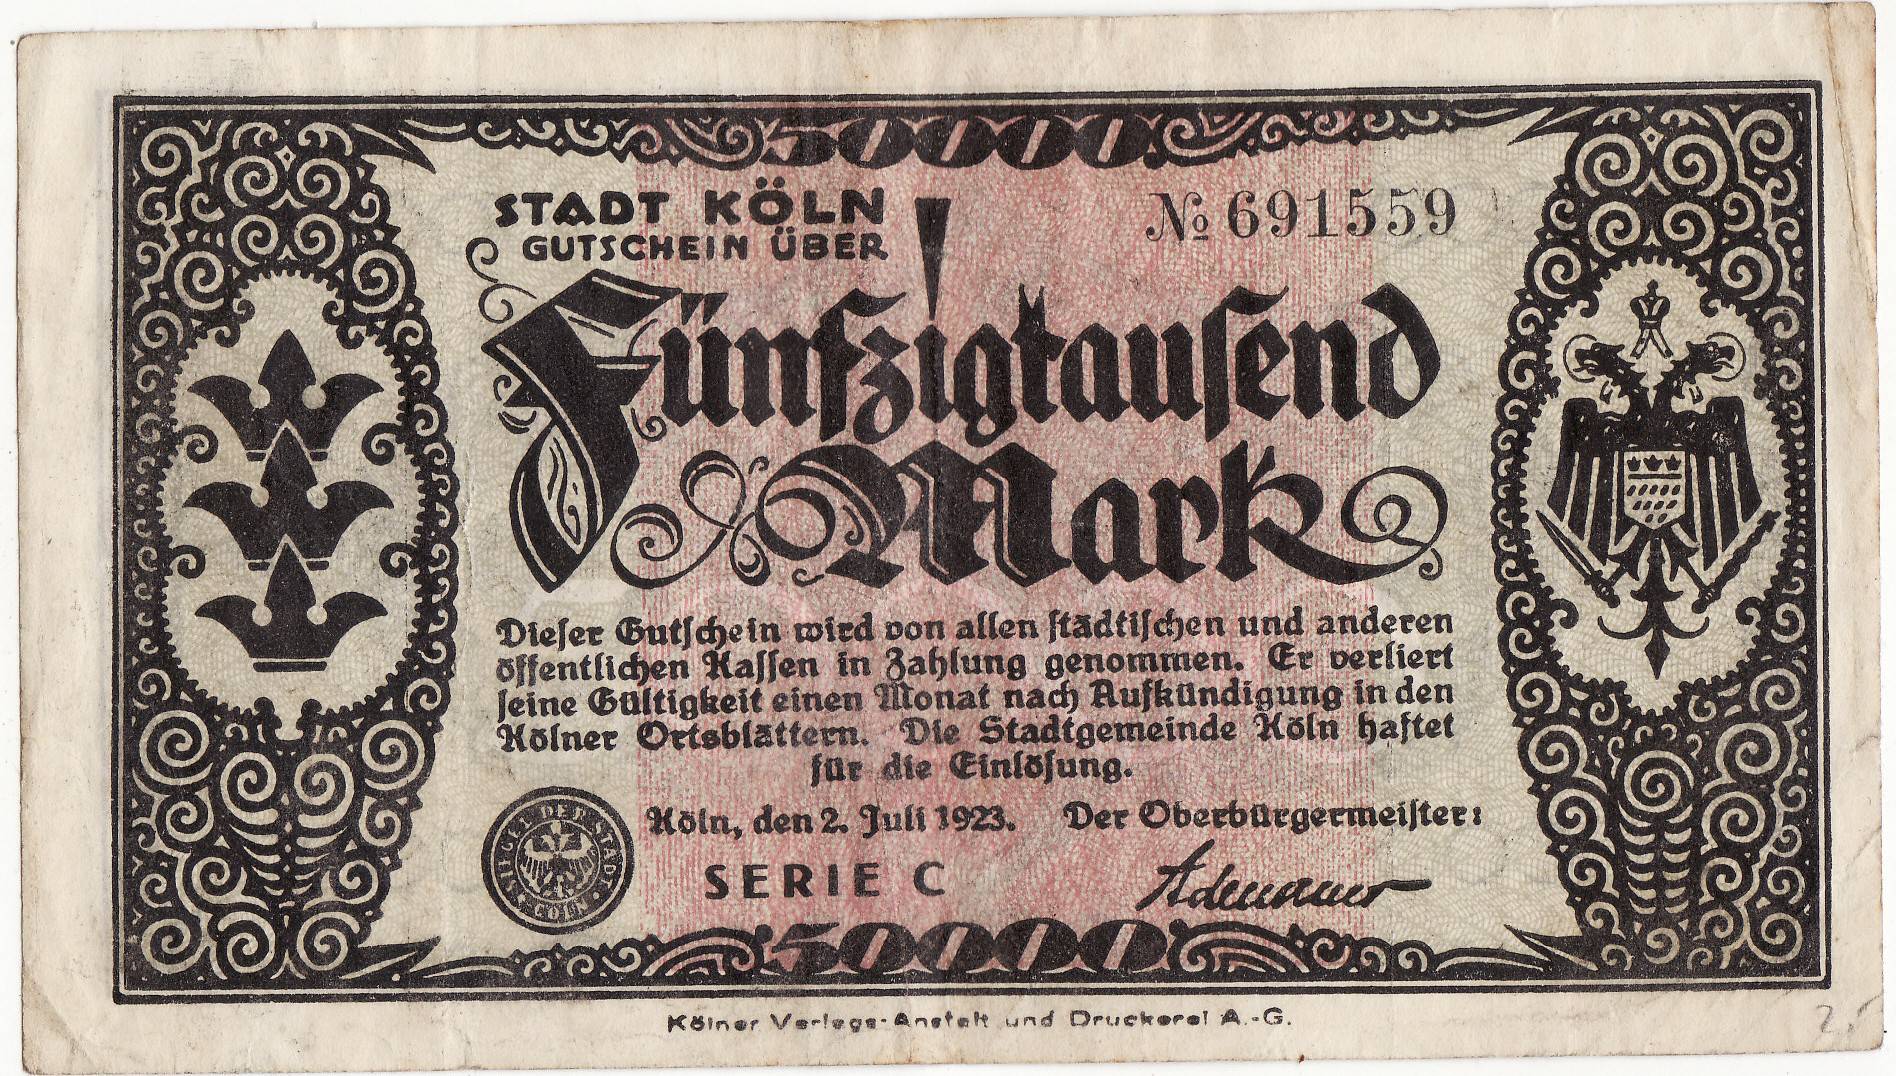 50000
STADT KÖLN
GUTSCHEIN ÜBER
№ 691559
Fünfzigtausend
Mark
Dieser Gutschein wird von allen städtischen und anderen
öffentlichen Kassen in Zahlung genommen. Er verliert
seine Gültigkeit einen Monat nach Aufkündigung in den
Kölner Ortsblättern. Die Stadtgemeinde Köln haftet
für die Einlösung.
Köln, den 2. Juli 1923. Der Oberbürgermeister:
SERIE C
Adenauer
50000
Kölner Verlags-Anstalt und Druckerei A.-G.